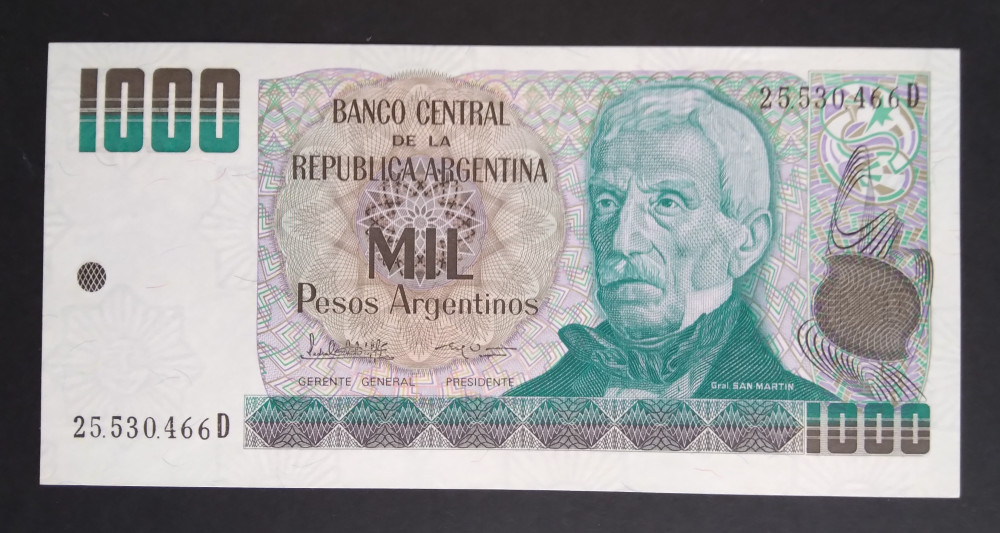 1000
BANCO CENTRAL
DE LA
REPUBLICA ARGENTINA
MIL
Pesos Argentinos
GERENTE GENERAL PRESIDENTE
25.530.466D
25.530.466D
Gral. SAN MARTIN
1000